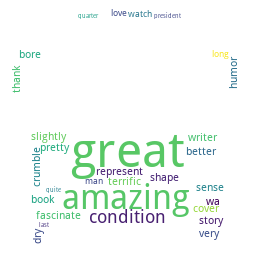 quarter love watch president
bore long
thank humor
slightly great writer
pretty better
crumble represent shape
man terrific sense
quite amazing wa
book cover
fascinate condition story
last
dry very